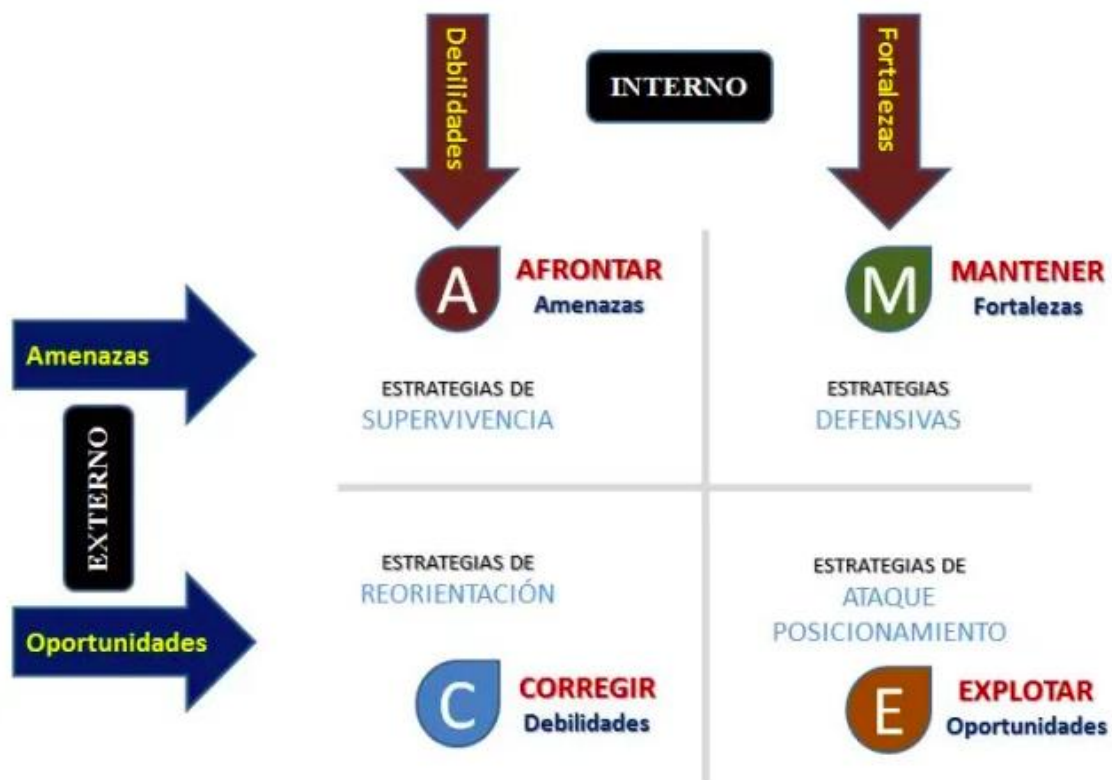 Debilidades
INTERNO
Fortalezas
A
AFRONTAR
Amenazas
M
MANTENER
Fortalezas
Amenazas
ESTRATEGIAS DE
SUPERVIVENCIA
ESTRATEGIAS
DEFENSIVAS
EXTERNO
ESTRATEGIAS DE
REORIENTACIÓN
ESTRATEGIAS DE
ATAQUE
POSICIONAMIENTO
Oportunidades
C
CORREGIR
Debilidades
E
EXPLOTAR
Oportunidades